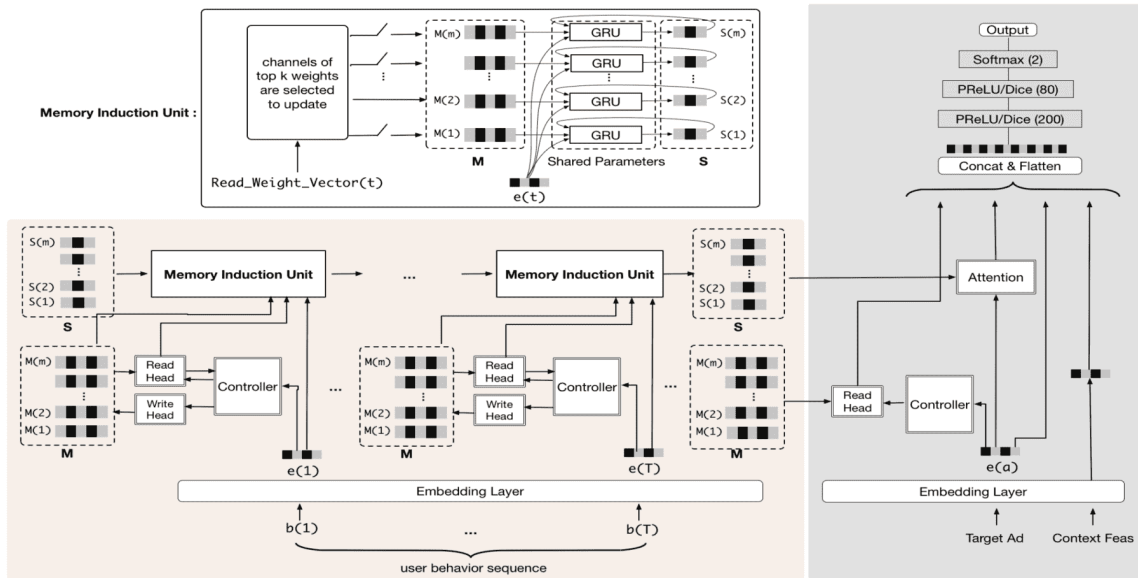 Memory Induction Unit :
channels of
top k weights
are selected
to update
Read_Weight_Vector(t)
M(m)
M(2)
M(1)
M
GRU
GRU
GRU
GRU
Shared Parameters
e(t)
S(m)
S(2)
S(1)
S
S(m)
S(2)
S(1)
S
Memory Induction Unit
...
Memory Induction Unit
S(m)
S(2)
S(1)
S
M(m)
M(2)
M(1)
M
Read
Head
Write
Head
Controller
...
M(m)
M(2)
M(1)
M
Read
Head
Write
Head
Controller
...
M(m)
M(2)
M(1)
M
e(1)
e(T)
Embedding Layer
b(1)
...
b(T)
user behavior sequence
Output
Softmax (2)
PReLU/Dice (80)
PReLU/Dice (200)
Concat & Flatten
Attention
Read
Head
Controller
e(a)
Embedding Layer
Target Ad
Context Feas